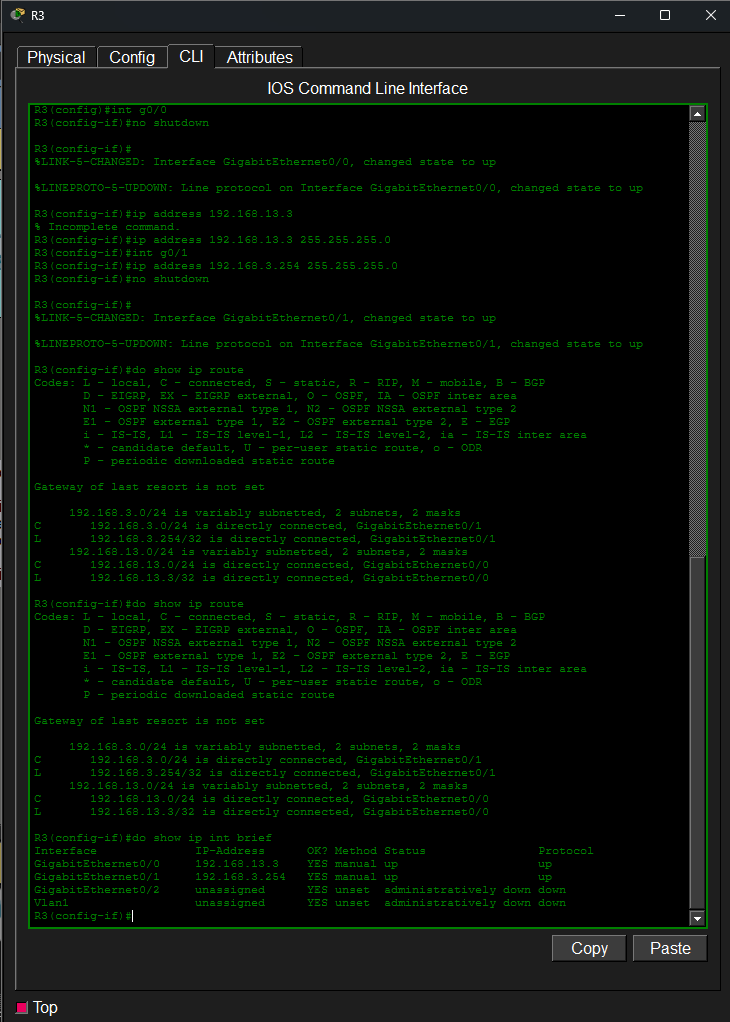 R3
Physical Config CLI Attributes
IOS Command Line Interface
R3(config)#int g0/0
R3(config-if)#no shutdown
R3(config-if)#
%LINK-5-CHANGED: Interface GigabitEthernet0/0, changed state to up
%LINEPROTO-5-UPDOWN: Line protocol on Interface GigabitEthernet0/0, changed state to up
R3(config-if)#ip address 192.168.13.3
% Incomplete command.
R3(config-if)#ip address 192.168.13.3 255.255.255.0
R3(config-if)#int g0/1
R3(config-if)#ip address 192.168.3.254 255.255.255.0
R3(config-if)#no shutdown
R3(config-if)#
%LINK-5-CHANGED: Interface GigabitEthernet0/1, changed state to up
%LINEPROTO-5-UPDOWN: Line protocol on Interface GigabitEthernet0/1, changed state to up
R3(config-if)#do show ip route
Codes: L - local, C - connected, S - static, R - RIP, M - mobile, B - BGP
D - EIGRP, EX - EIGRP external, O - OSPF, IA - OSPF inter area
N1 - OSPF NSSA external type 1, N2 - OSPF NSSA external type 2
E1 - OSPF external type 1, E2 - OSPF external type 2, E - EGP
i - IS-IS, L1 - IS-IS level-1, L2 - IS-IS level-2, ia - IS-IS inter area
* - candidate default, U - per-user static route, o - ODR
P - periodic downloaded static route
Gateway of last resort is not set
192.168.3.0/24 is variably subnetted, 2 subnets, 2 masks
C 192.168.3.0/24 is directly connected, GigabitEthernet0/1
L 192.168.3.254/32 is directly connected, GigabitEthernet0/1
192.168.13.0/24 is variably subnetted, 2 subnets, 2 masks
C 192.168.13.0/24 is directly connected, GigabitEthernet0/0
L 192.168.13.3/32 is directly connected, GigabitEthernet0/0
R3(config-if)#do show ip route
Codes: L - local, C - connected, S - static, R - RIP, M - mobile, B - BGP
D - EIGRP, EX - EIGRP external, O - OSPF, IA - OSPF inter area
N1 - OSPF NSSA external type 1, N2 - OSPF NSSA external type 2
E1 - OSPF external type 1, E2 - OSPF external type 2, E - EGP
i - IS-IS, L1 - IS-IS level-1, L2 - IS-IS level-2, ia - IS-IS inter area
* - candidate default, U - per-user static route, o - ODR
P - periodic downloaded static route
Gateway of last resort is not set
192.168.3.0/24 is variably subnetted, 2 subnets, 2 masks
C 192.168.3.0/24 is directly connected, GigabitEthernet0/1
L 192.168.3.254/32 is directly connected, GigabitEthernet0/1
192.168.13.0/24 is variably subnetted, 2 subnets, 2 masks
C 192.168.13.0/24 is directly connected, GigabitEthernet0/0
L 192.168.13.3/32 is directly connected, GigabitEthernet0/0
R3(config-if)#do show ip int brief
Interface IP-Address OK? Method Status Protocol
GigabitEthernet0/0 192.168.13.3 YES manual up up
GigabitEthernet0/1 192.168.3.254 YES manual up up
GigabitEthernet0/2 unassigned YES unset administratively down down
Vlan1 unassigned YES unset administratively down down
R3(config-if)#
Copy Paste
Top